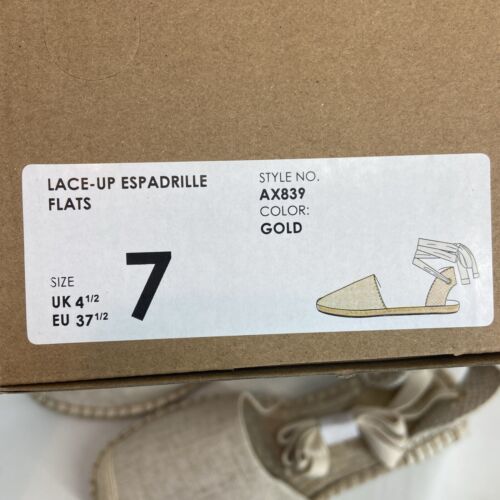 LACE-UP ESPADRILLE
FLATS
STYLE NO.
AX839
COLOR:
GOLD
SIZE
UK 4 1/2
EU 37 1/2
7